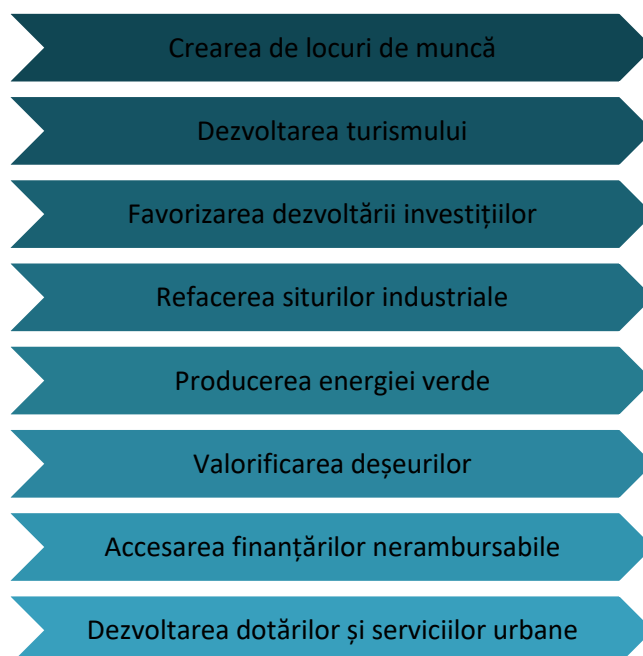 Crearea de locuri de muncă
Dezvoltarea turismului
Favorizarea dezvoltării investițiilor
Refacerea siturilor industriale
Producerea energiei verde
Valorificarea deșeurilor
Accesarea finanțărilor nerambursabile
Dezvoltarea dotărilor și serviciilor urbane